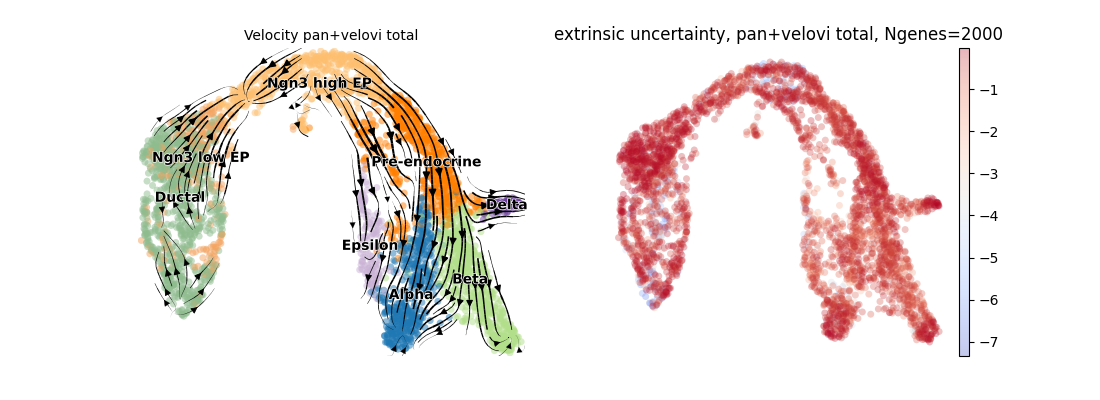 Velocity pan+velovi total
Ngn3 high EP
Ngn3 low EP
Pre-endocrine
Ductal
Delta
Epsilon
Beta
Alpha
extrinsic uncertainty, pan+velovi total, Ngenes=2000
−1
−2
−3
−4
−5
−6
−7